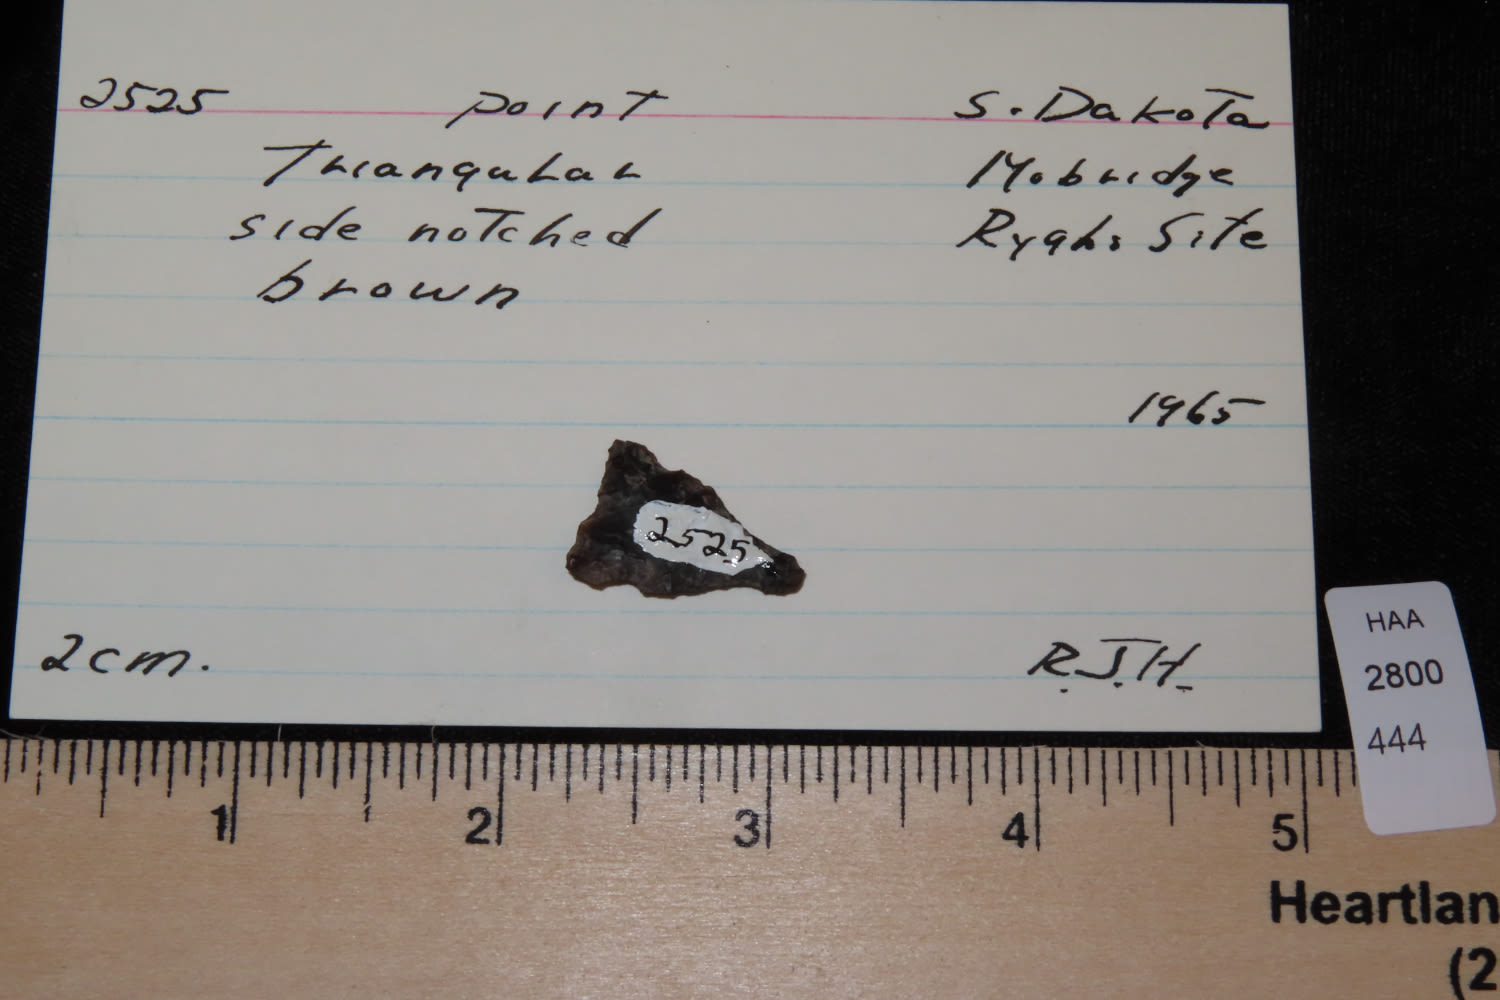 2525 point S. Dakota
Triangular Mobridge
side notched Ryghs Site
brown
1965
2525
2cm. R.J.H.
HAA
2800
444
1 2 3 4 5
Heartlan
(2